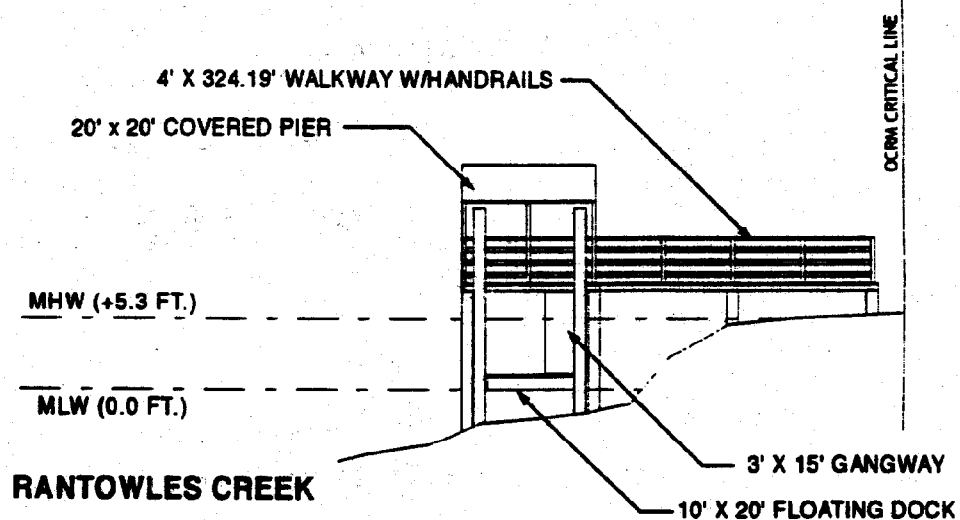 OCRM CRITICAL LINE
4' X 324.19' WALKWAY W/HANDRAILS
20' x 20' COVERED PIER
MHW (+5.3 FT.)
MLW (0.0 FT.)
3' X 15' GANGWAY
RANTOWLES CREEK
10' X 20' FLOATING DOCK